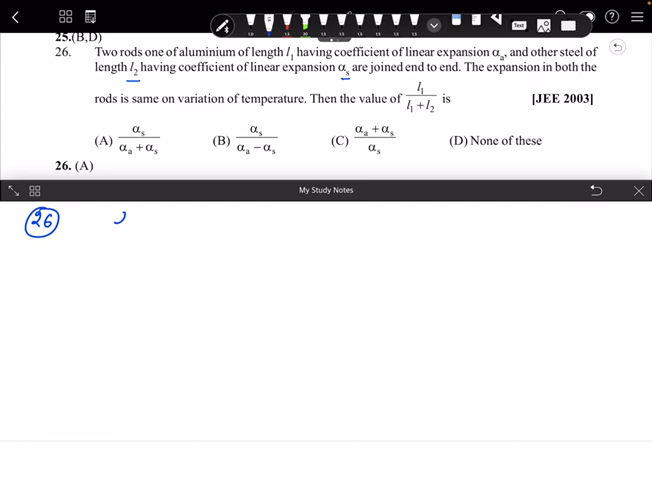 25.(B,D)
26. Two rods one of aluminium of length l₁ having coefficient of linear expansion αₐ, and other steel of
length l₂ having coefficient of linear expansion αₛ are joined end to end. The expansion in both the
rods is same on variation of temperature. Then the value of l₁/(l₁ + l₂) is [JEE 2003]
(A) αₛ/(αₐ + αₛ) (B) αₛ/(αₐ − αₛ) (C) (αₐ + αₛ)/αₛ (D) None of these
26. (A)
My Study Notes
26